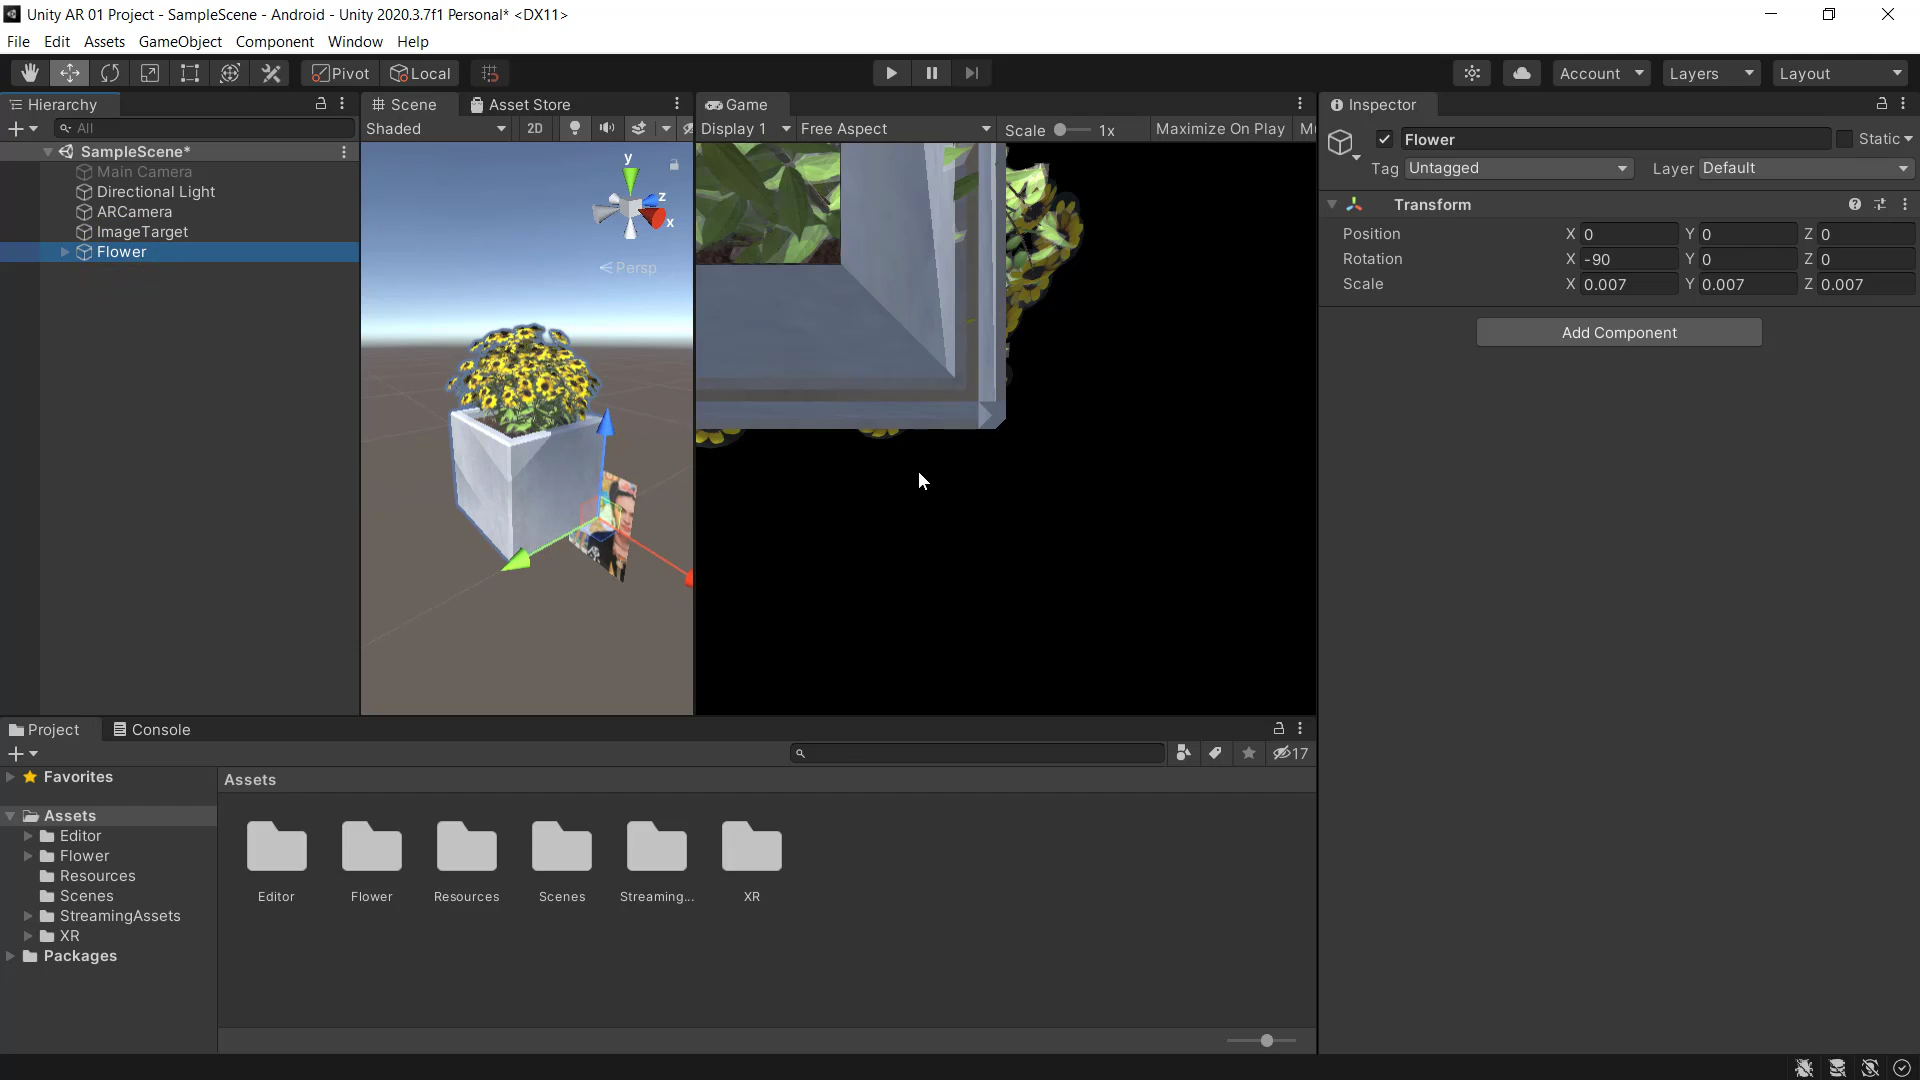 Unity AR 01 Project - SampleScene - Android - Unity 2020.3.7f1 Personal* <DX11>
File Edit Assets GameObject Component Window Help
Pivot Local Account Layers Layout
Hierarchy Scene Asset Store Game Inspector
All Shaded 2D Display 1 Free Aspect Scale 1x Maximize On Play M
Flower Static
SampleScene*
Main Camera
Directional Light
ARCamera
ImageTarget
Flower
y
z
x
Persp
Tag Untagged Layer Default
Transform
Position X 0 Y 0 Z 0
Rotation X -90 Y 0 Z 0
Scale X 0.007 Y 0.007 Z 0.007
Add Component
Project Console
17
Favorites
Assets
Editor
Flower
Resources
Scenes
StreamingAssets
XR
Packages
Assets
Editor Flower Resources Scenes Streaming... XR